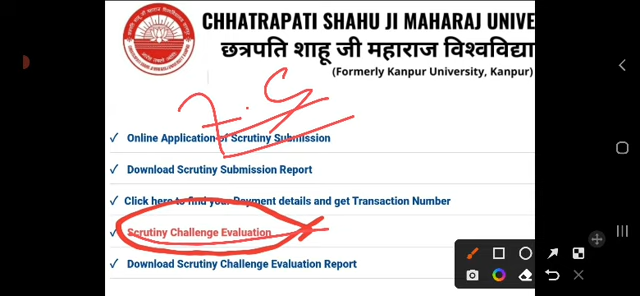 CHHATRAPATI SHAHU JI MAHARAJ UNIVE
छत्रपति शाहू जी महाराज विश्वविद्या
(Formerly Kanpur University, Kanpur)
Online Application of Scrutiny Submission
Download Scrutiny Submission Report
Click here to find your Payment details and get Transaction Number
Scrutiny Challenge Evaluation
Download Scrutiny Challenge Evaluation Report